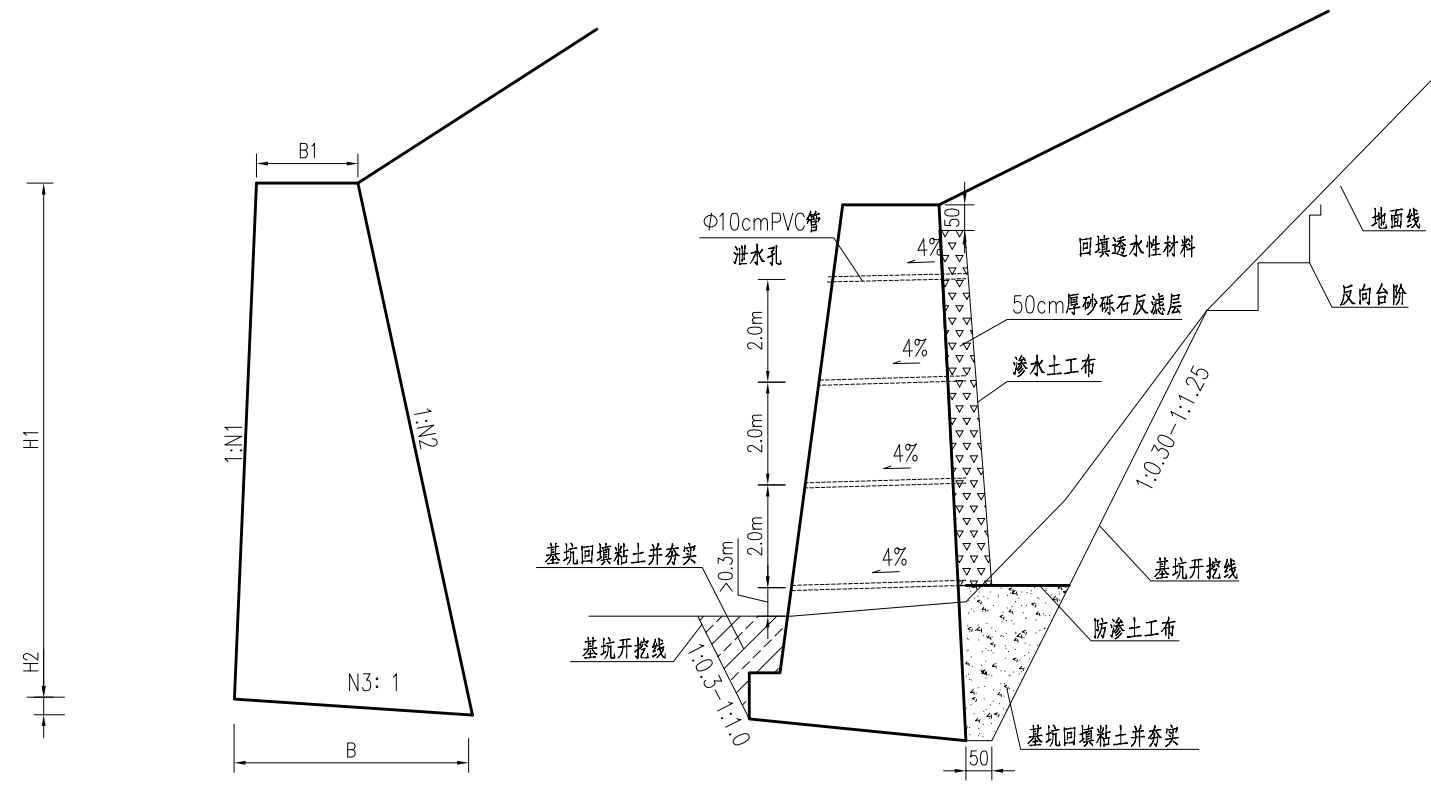 B1
H1
1:N1
1:N2
H2
N3: 1
B
Φ10cmPVC管
泄水孔
50
4%
回填透水性材料
地面线
反向台阶
50cm厚砂砾石反滤层
2.0m
4%
渗水土工布
1:0.30-1:1.25
2.0m
4%
2.0m
基坑回填粘土并夯实
>0.3m
4%
基坑开挖线
基坑开挖线
防渗土工布
1:0.3-1:1.0
基坑回填粘土并夯实
50